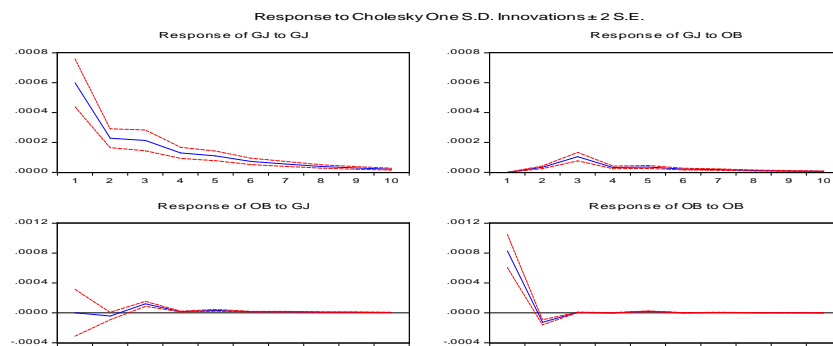 Response to Cholesky One S.D. Innovations ± 2 S.E.
Response of GJ to GJ
Response of GJ to OB
.0008
.0006
.0004
.0002
.0000
1 2 3 4 5 6 7 8 9 10
.0008
.0006
.0004
.0002
.0000
1 2 3 4 5 6 7 8 9 10
Response of OB to GJ
Response of OB to OB
.0012
.0008
.0004
.0000
-.0004
.0012
.0008
.0004
.0000
-.0004